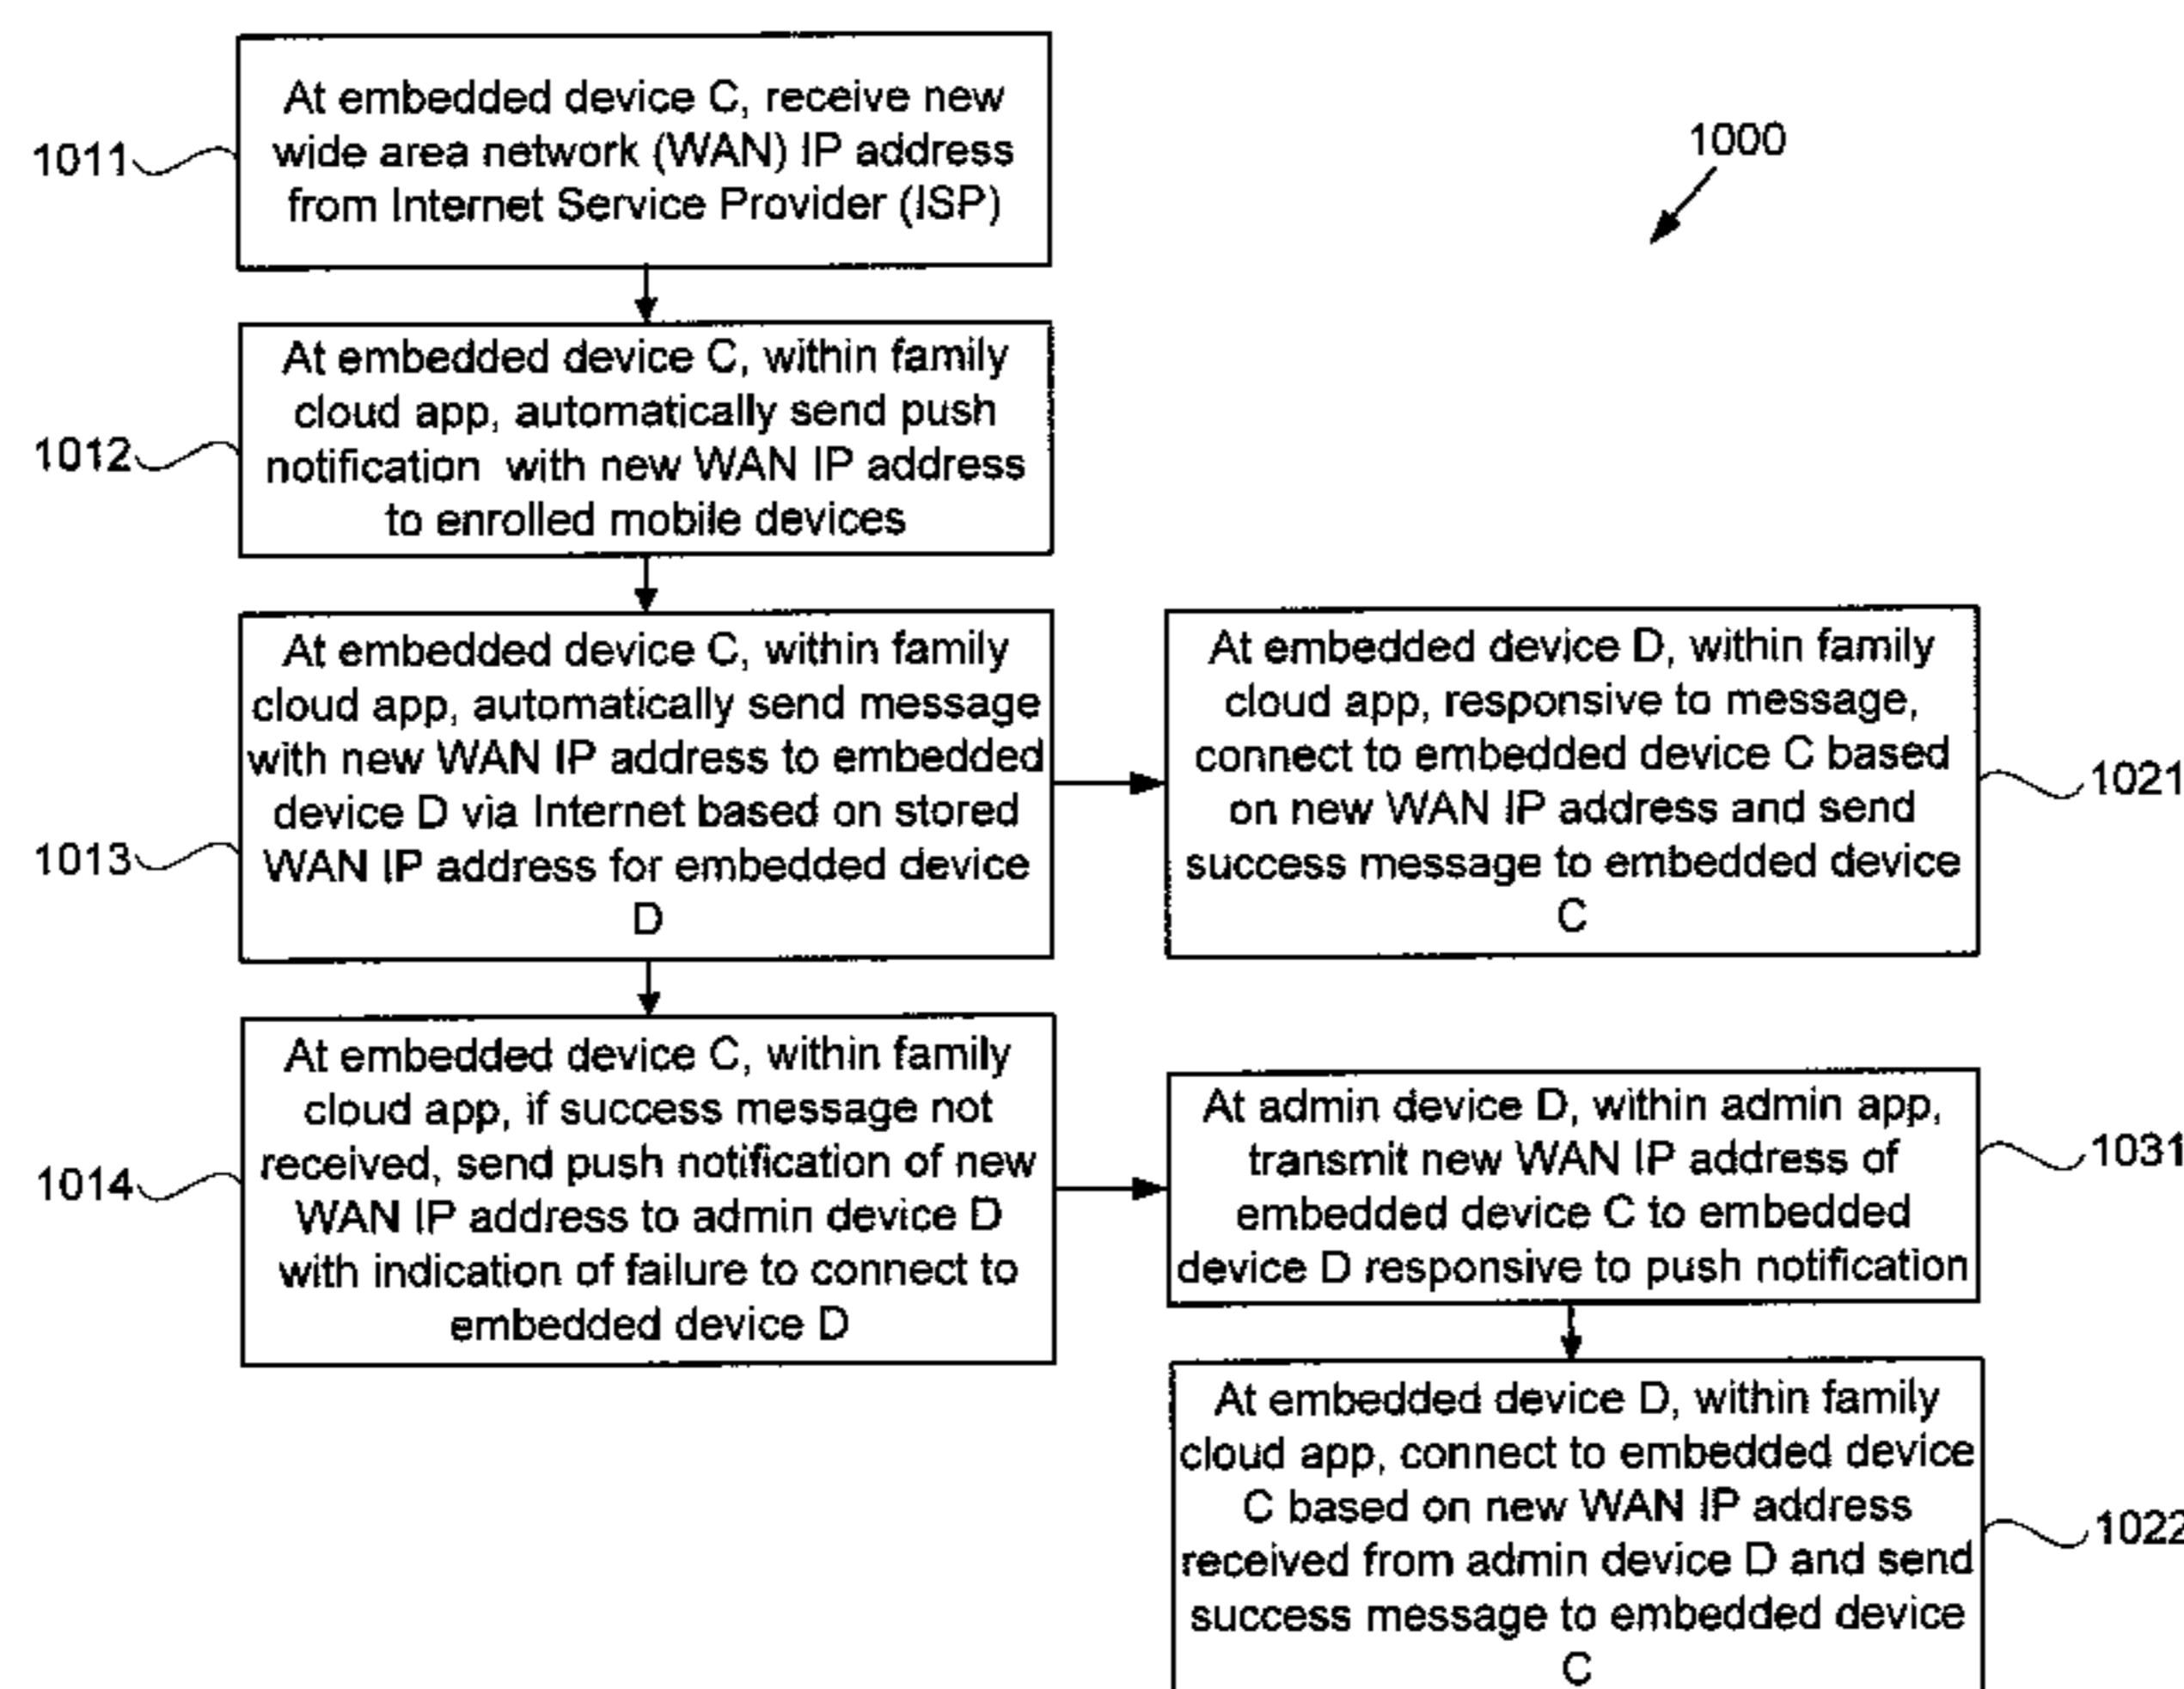 At embedded device C, receive new
wide area network (WAN) IP address
from Internet Service Provider (ISP)
1011
1000
At embedded device C, within family
cloud app, automatically send push
notification with new WAN IP address
to enrolled mobile devices
1012
At embedded device C, within family
cloud app, automatically send message
with new WAN IP address to embedded
device D via Internet based on stored
WAN IP address for embedded device
D
1013
At embedded device D, within family
cloud app, responsive to message,
connect to embedded device C based
on new WAN IP address and send
success message to embedded device
C
1021
At embedded device C, within family
cloud app, if success message not
received, send push notification of new
WAN IP address to admin device D
with indication of failure to connect to
embedded device D
1014
At admin device D, within admin app,
transmit new WAN IP address of
embedded device C to embedded
device D responsive to push notification
1031
At embedded device D, within family
cloud app, connect to embedded device
C based on new WAN IP address
received from admin device D and send
success message to embedded device
C
1022